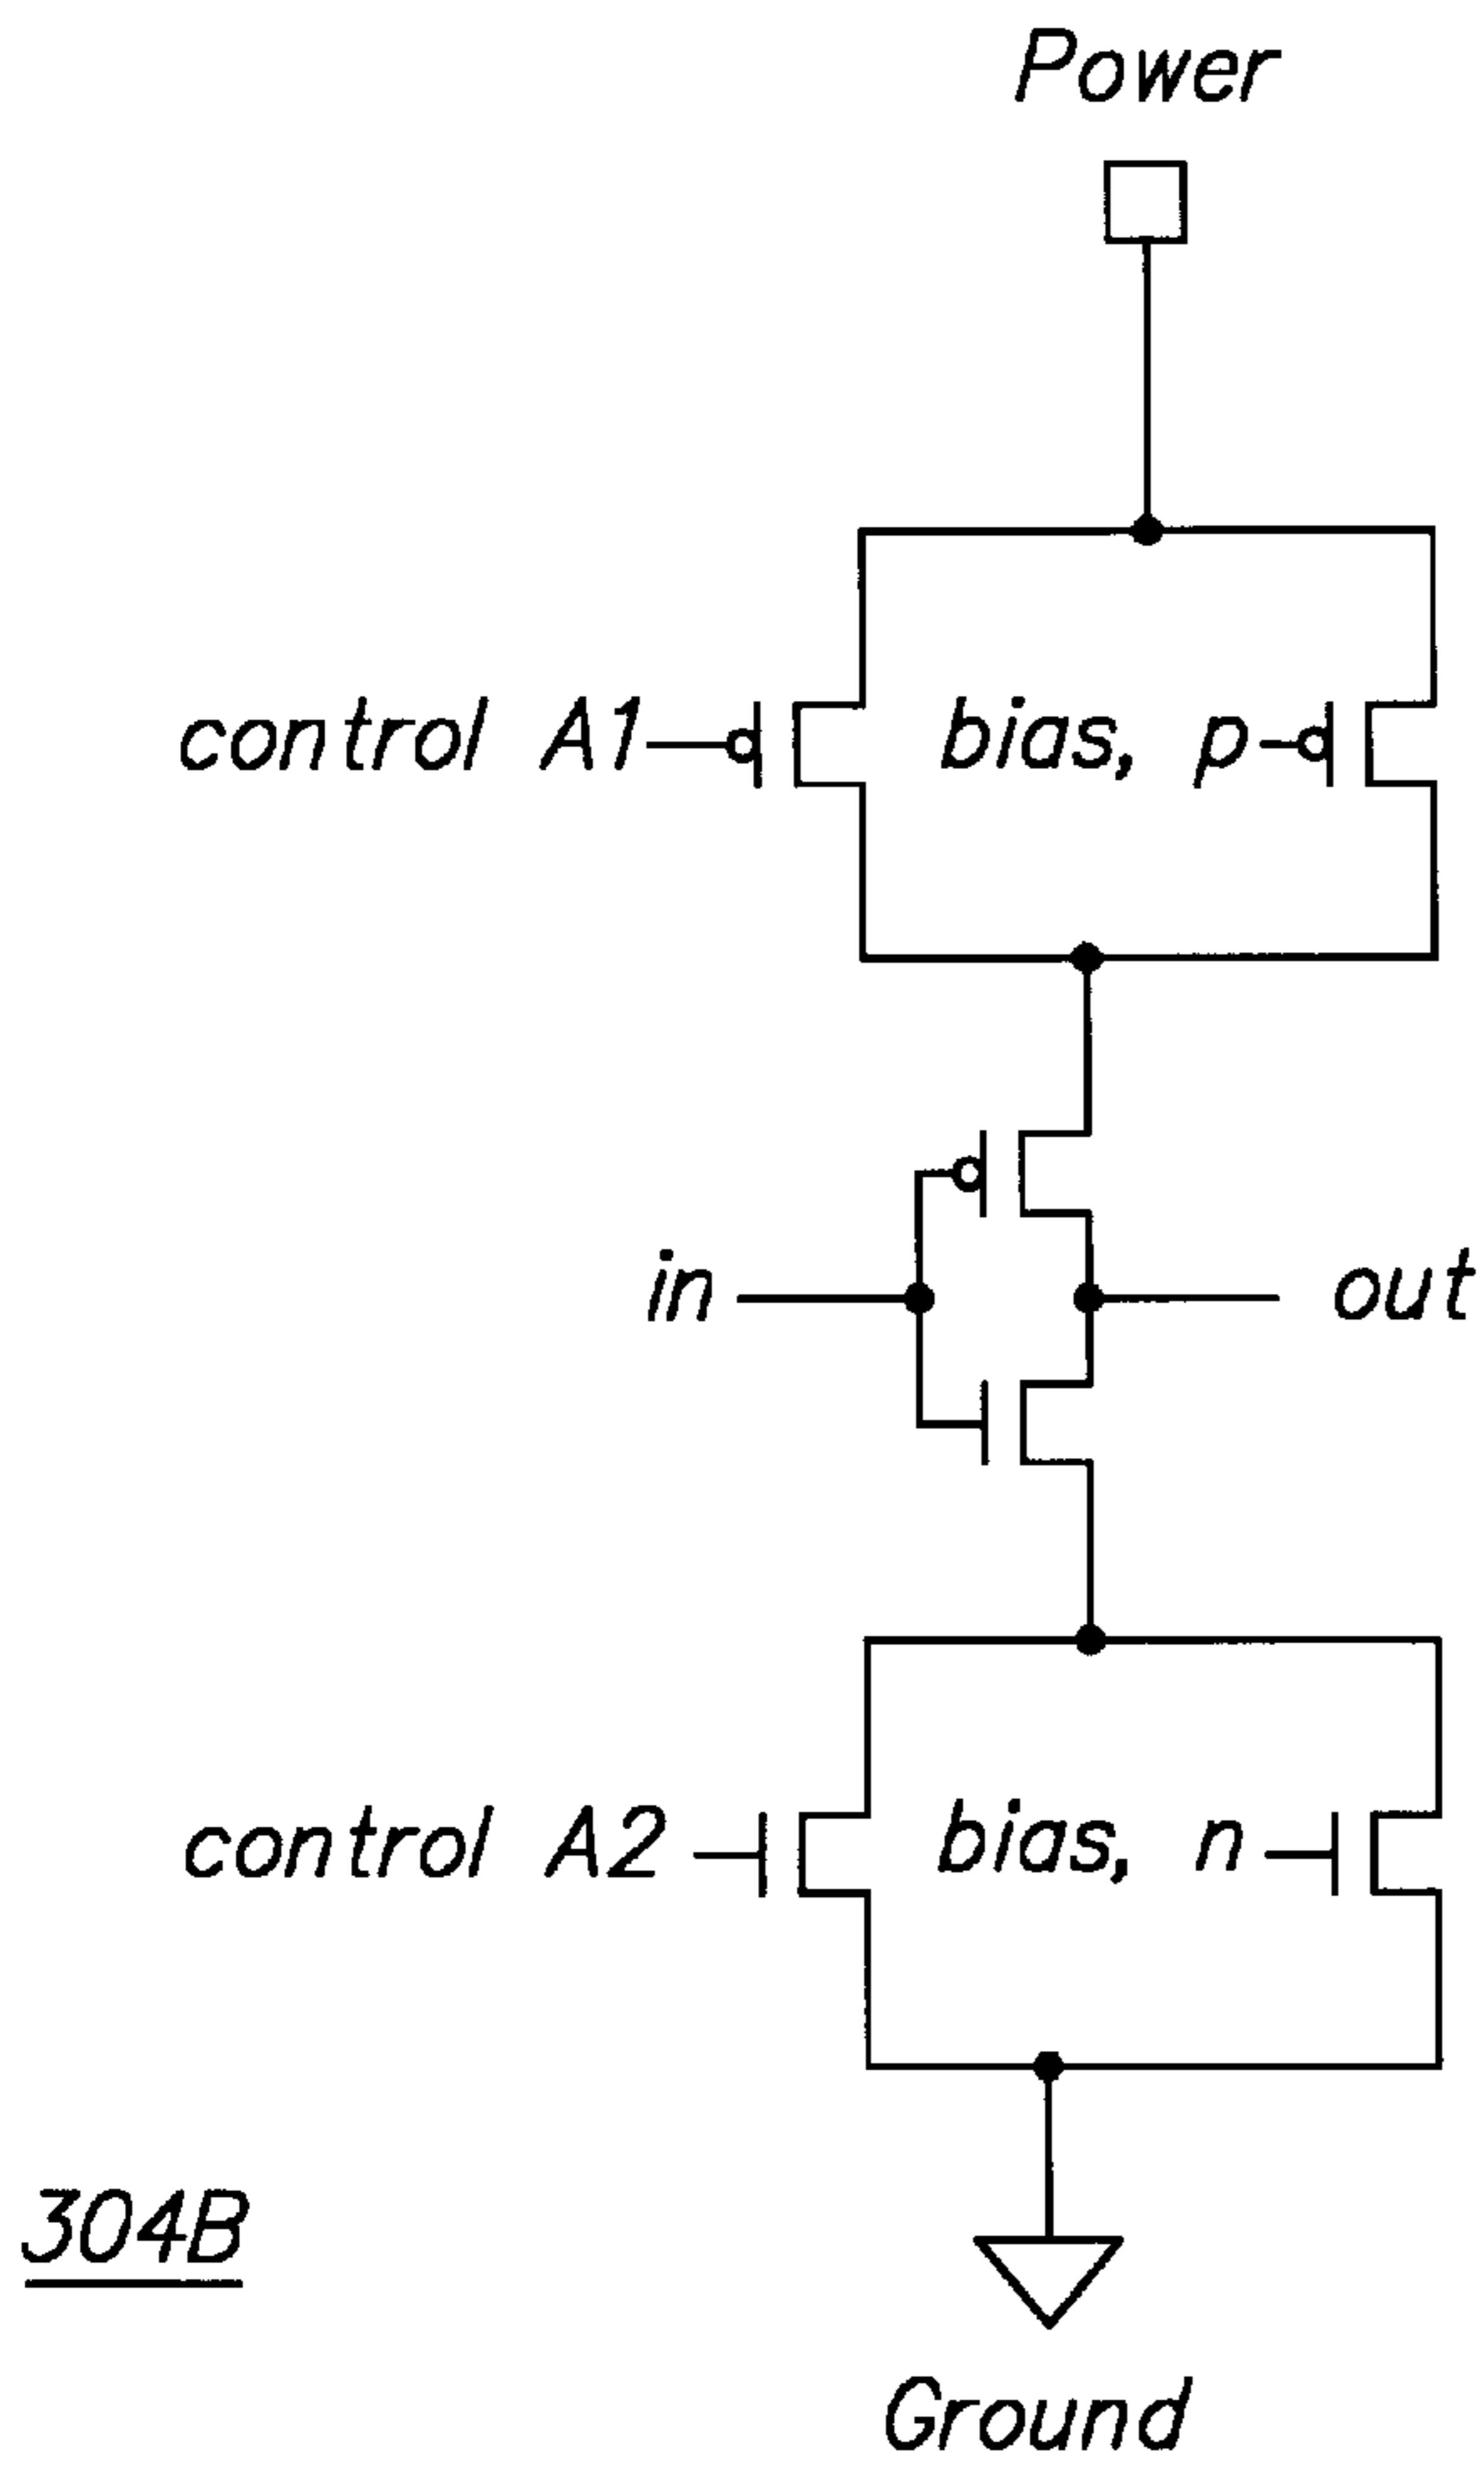 Power
control A1
bias, p
in
out
control A2
bias, n
304B
Ground